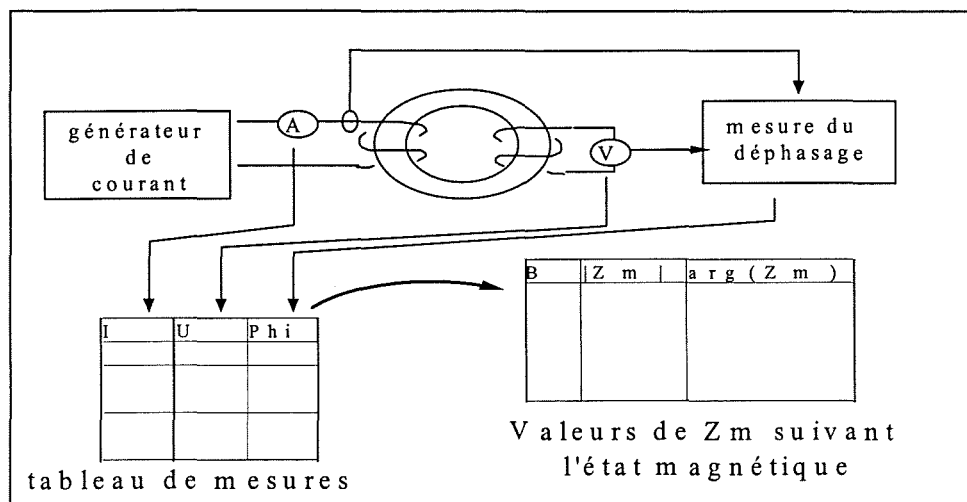 générateur
de
courant
A
V
mesure du
déphasage
I U Phi
B |Zm| arg(Zm)
tableau de mesures
Valeurs de Zm suivant
l'état magnétique